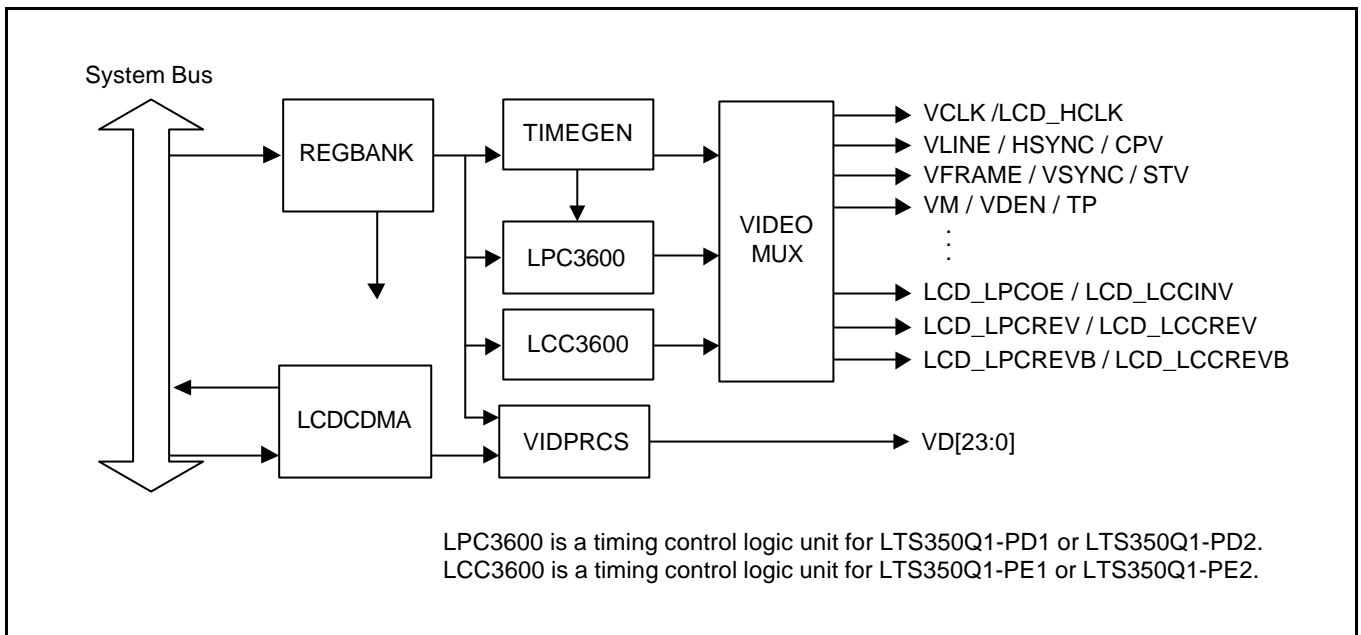 System Bus
REGBANK
TIMEGEN
LPC3600
LCC3600
VIDEO
MUX
LCDCDMA
VIDPRCS
VCLK /LCD_HCLK
VLINE / HSYNC / CPV
VFRAME / VSYNC / STV
VM / VDEN / TP
LCD_LPCOE / LCD_LCCINV
LCD_LPCREV / LCD_LCCREV
LCD_LPCREVB / LCD_LCCREVB
VD[23:0]
LPC3600 is a timing control logic unit for LTS350Q1-PD1 or LTS350Q1-PD2.
LCC3600 is a timing control logic unit for LTS350Q1-PE1 or LTS350Q1-PE2.